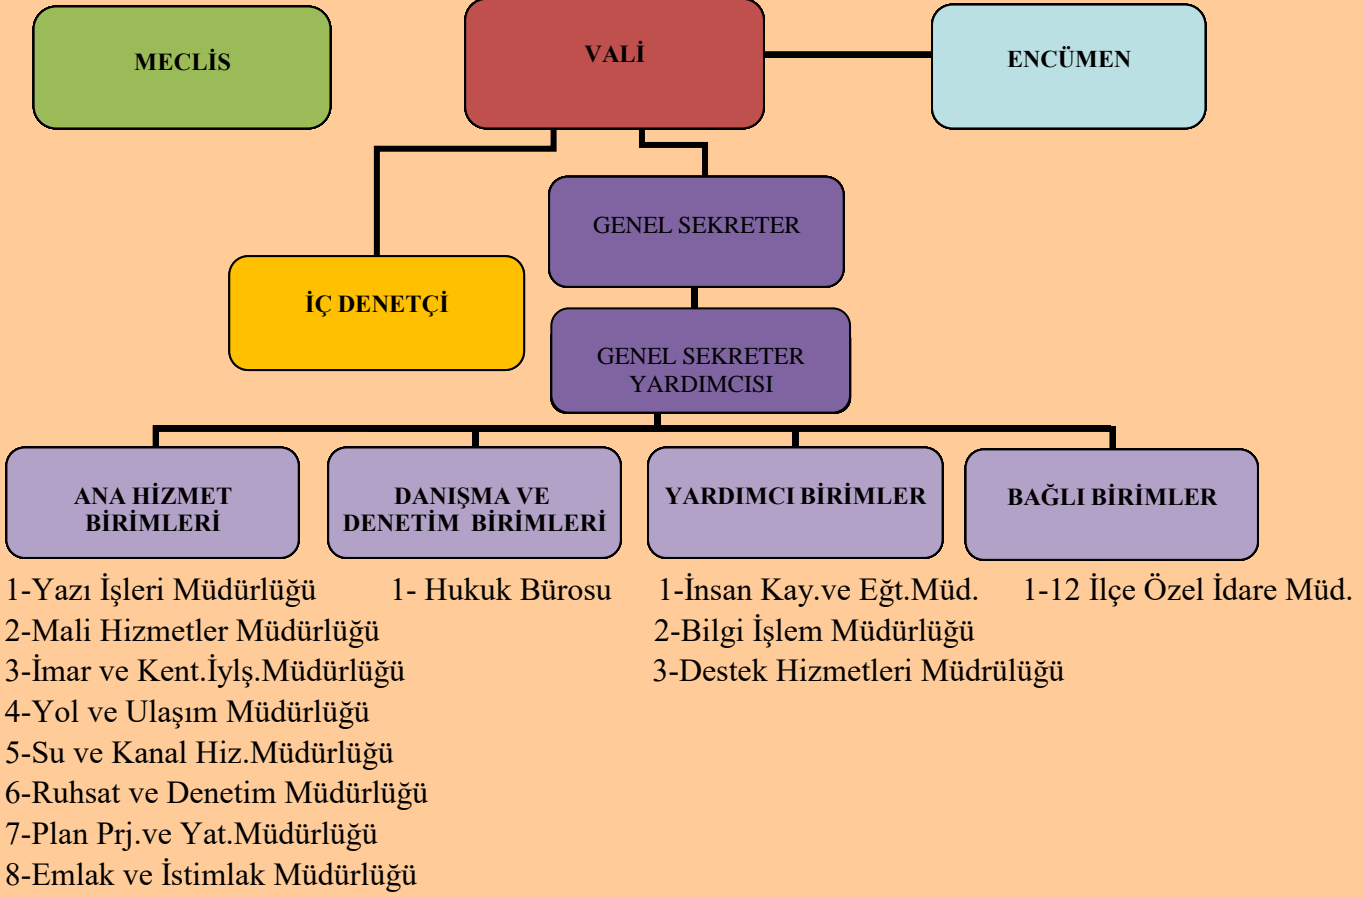 MECLİS
VALİ
ENCÜMEN
GENEL SEKRETER
İÇ DENETÇİ
GENEL SEKRETER
YARDIMCISI
ANA HİZMET
BİRİMLERİ
DANIŞMA VE
DENETİM BİRİMLERİ
YARDIMCI BİRİMLER
BAĞLI BİRİMLER
1-Yazı İşleri Müdürlüğü
2-Mali Hizmetler Müdürlüğü
3-İmar ve Kent.İylş.Müdürlüğü
4-Yol ve Ulaşım Müdürlüğü
5-Su ve Kanal Hiz.Müdürlüğü
6-Ruhsat ve Denetim Müdürlüğü
7-Plan Prj.ve Yat.Müdürlüğü
8-Emlak ve İstimlak Müdürlüğü
1- Hukuk Bürosu
1-İnsan Kay.ve Eğt.Müd.
2-Bilgi İşlem Müdürlüğü
3-Destek Hizmetleri Müdrülüğü
1-12 İlçe Özel İdare Müd.